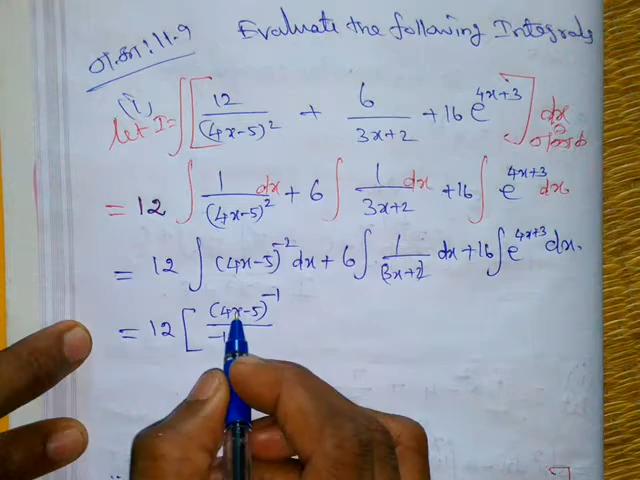 எ.கா: 11.9 Evaluate the following Integrals
(i)
let I = ∫ [ 12/(4x-5)² + 6/(3x+2) + 16 e^(4x+3) ] dx
= 12 ∫ 1/(4x-5)² dx + 6 ∫ 1/(3x+2) dx + 16 ∫ e^(4x+3) dx
= 12 ∫ (4x-5)^-2 dx + 6 ∫ 1/(3x+2) dx + 16 ∫ e^(4x+3) dx.
= 12 [ (4x-5)^-1/-1